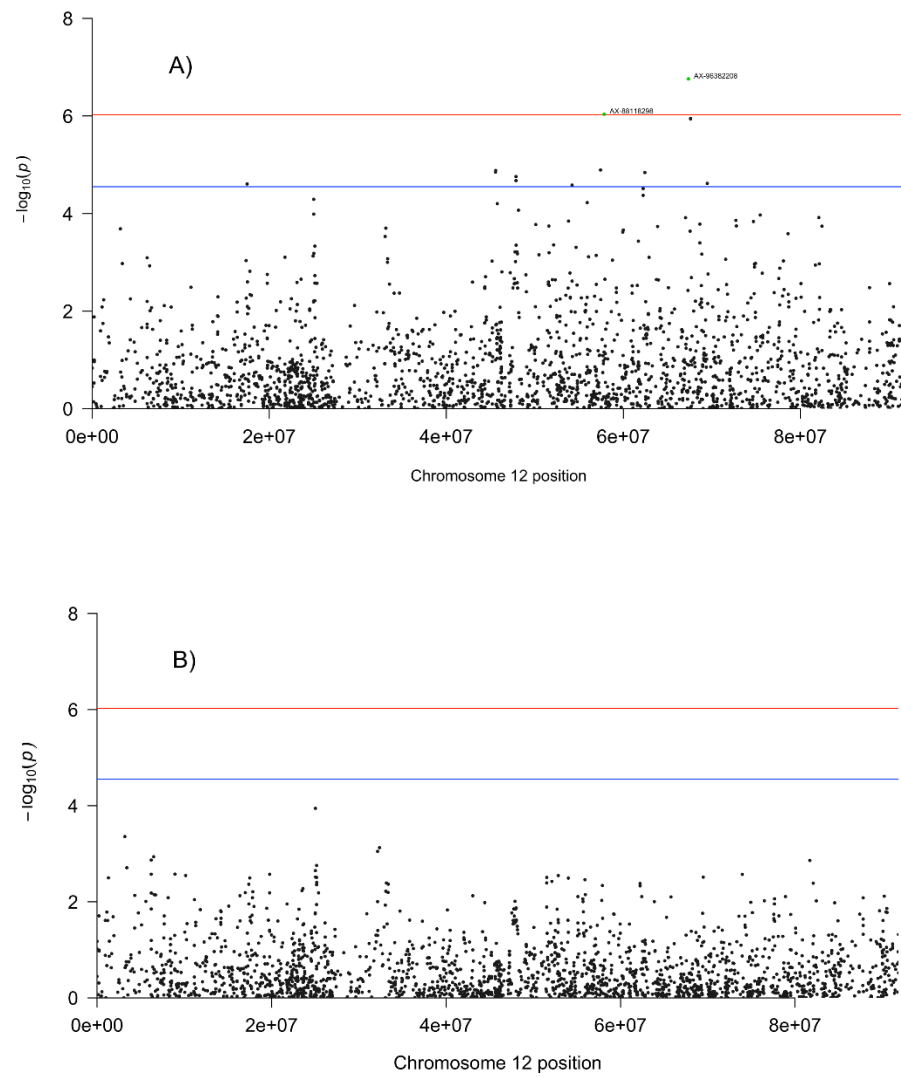 8
A)
AX-95382208
6
AX-88118298
−log10(p)
4
2
0
0e+00 2e+07 4e+07 6e+07 8e+07
Chromosome 12 position
8
B)
6
−log10(p)
4
2
0
0e+00 2e+07 4e+07 6e+07 8e+07
Chromosome 12 position